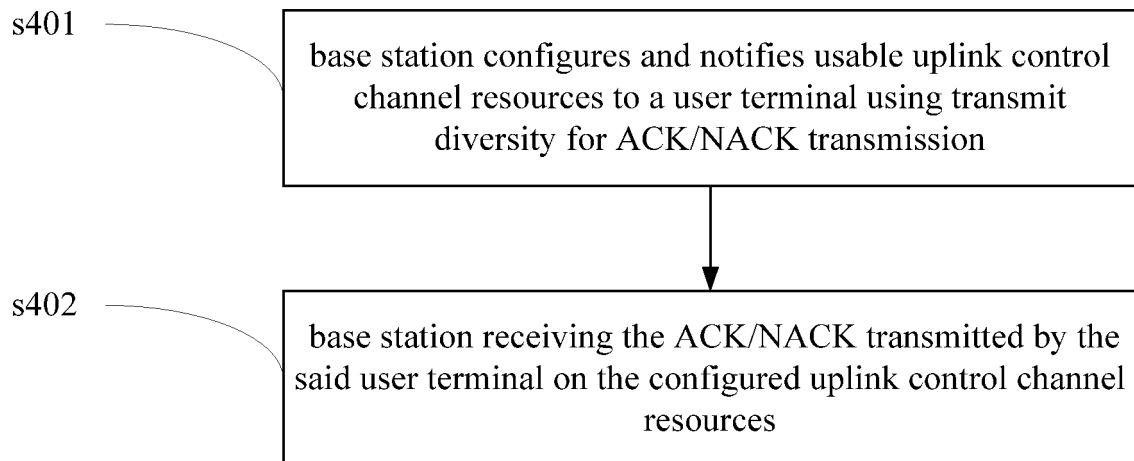 s401
base station configures and notifies usable uplink control
channel resources to a user terminal using transmit
diversity for ACK/NACK transmission
s402
base station receiving the ACK/NACK transmitted by the
said user terminal on the configured uplink control channel
resources